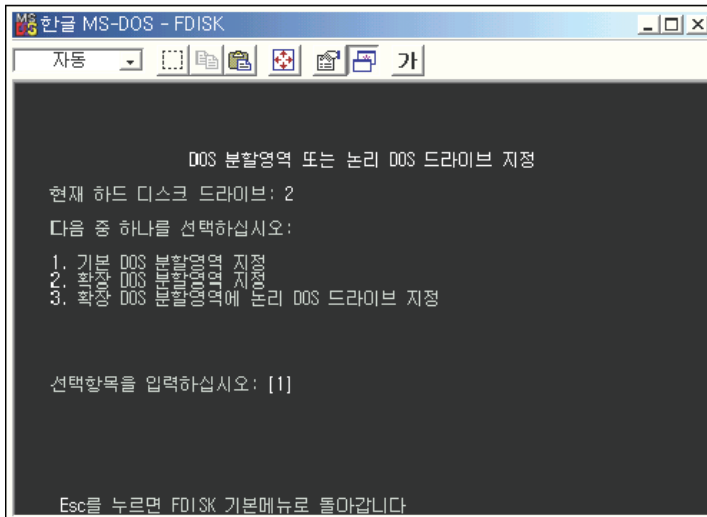 한글 MS-DOS - FDISK
자동 가
DOS 분할영역 또는 논리 DOS 드라이브 지정
현재 하드 디스크 드라이브: 2
다음 중 하나를 선택하십시오:
1. 기본 DOS 분할영역 지정
2. 확장 DOS 분할영역 지정
3. 확장 DOS 분할영역에 논리 DOS 드라이브 지정
선택항목을 입력하십시오: [1]
Esc를 누르면 FDISK 기본메뉴로 돌아갑니다